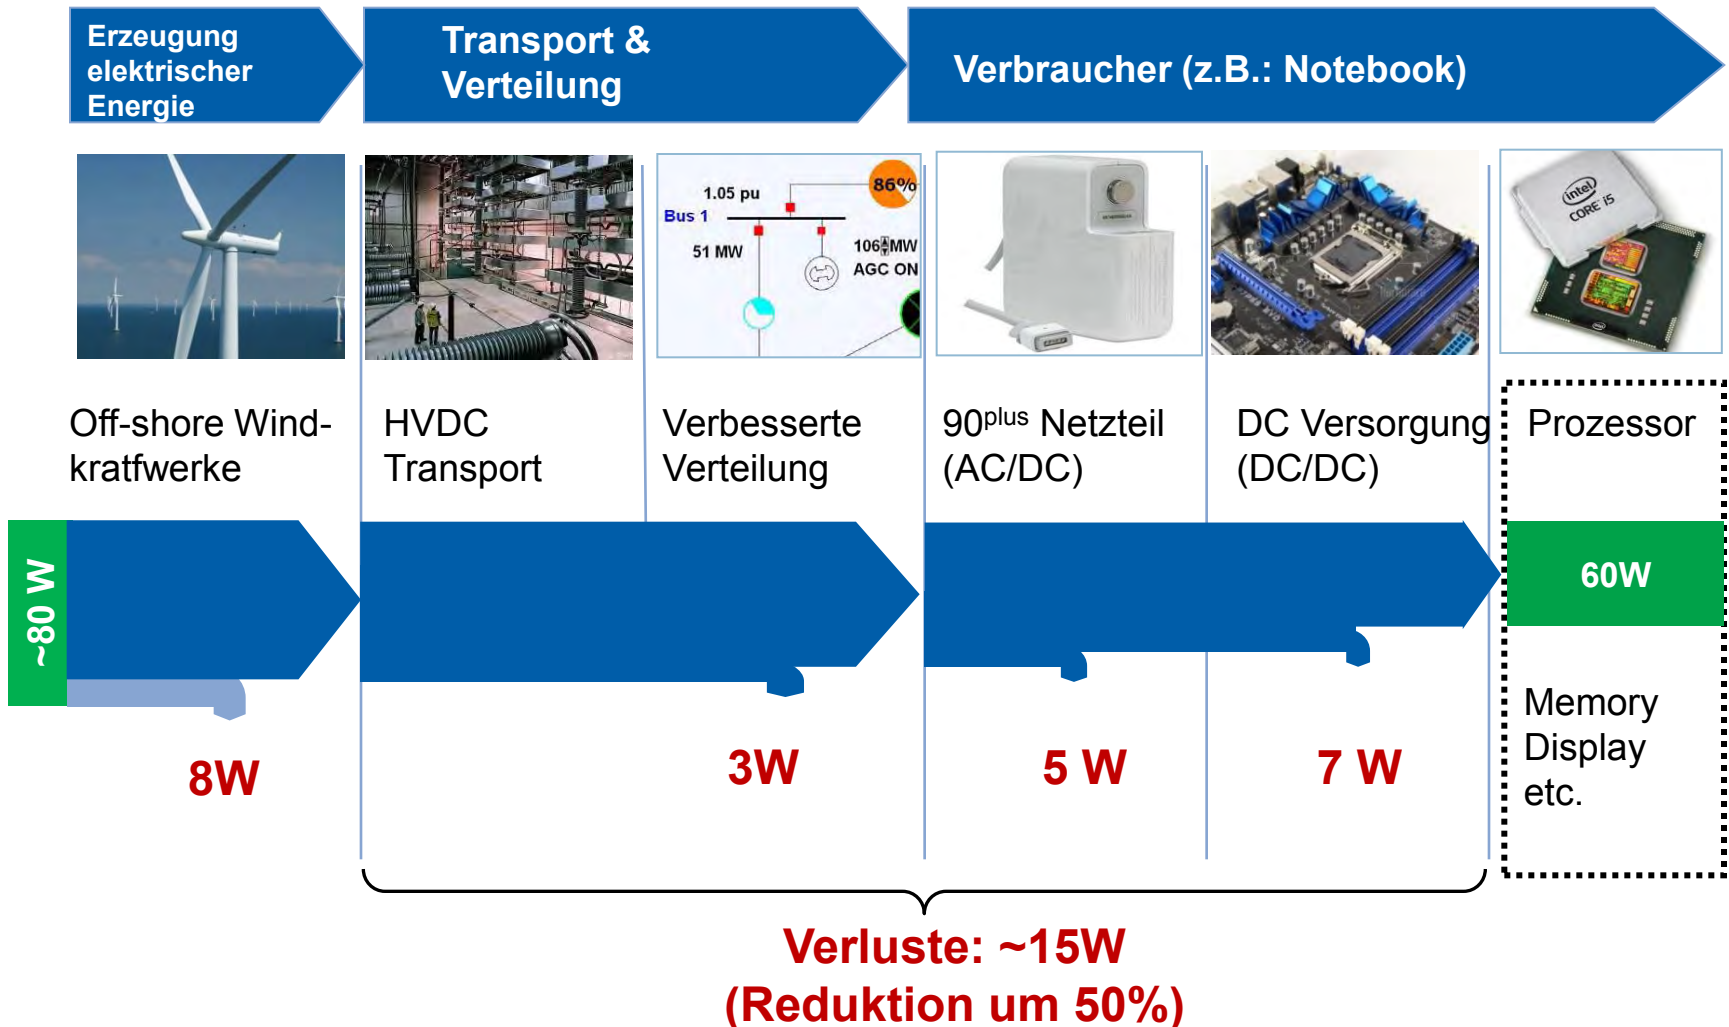 Erzeugung
elektrischer
Energie
Transport &
Verteilung
Verbraucher (z.B.: Notebook)
1.05 pu
86%
Bus 1
51 MW
106 MW
AGC ON
intel
CORE i5
intel
Off-shore Wind-
kratfwerke
HVDC
Transport
Verbesserte
Verteilung
90plus Netzteil
(AC/DC)
DC Versorgung
(DC/DC)
Prozessor
~80 W
60W
Memory
Display
etc.
8W
3W
5 W
7 W
Verluste: ~15W
(Reduktion um 50%)